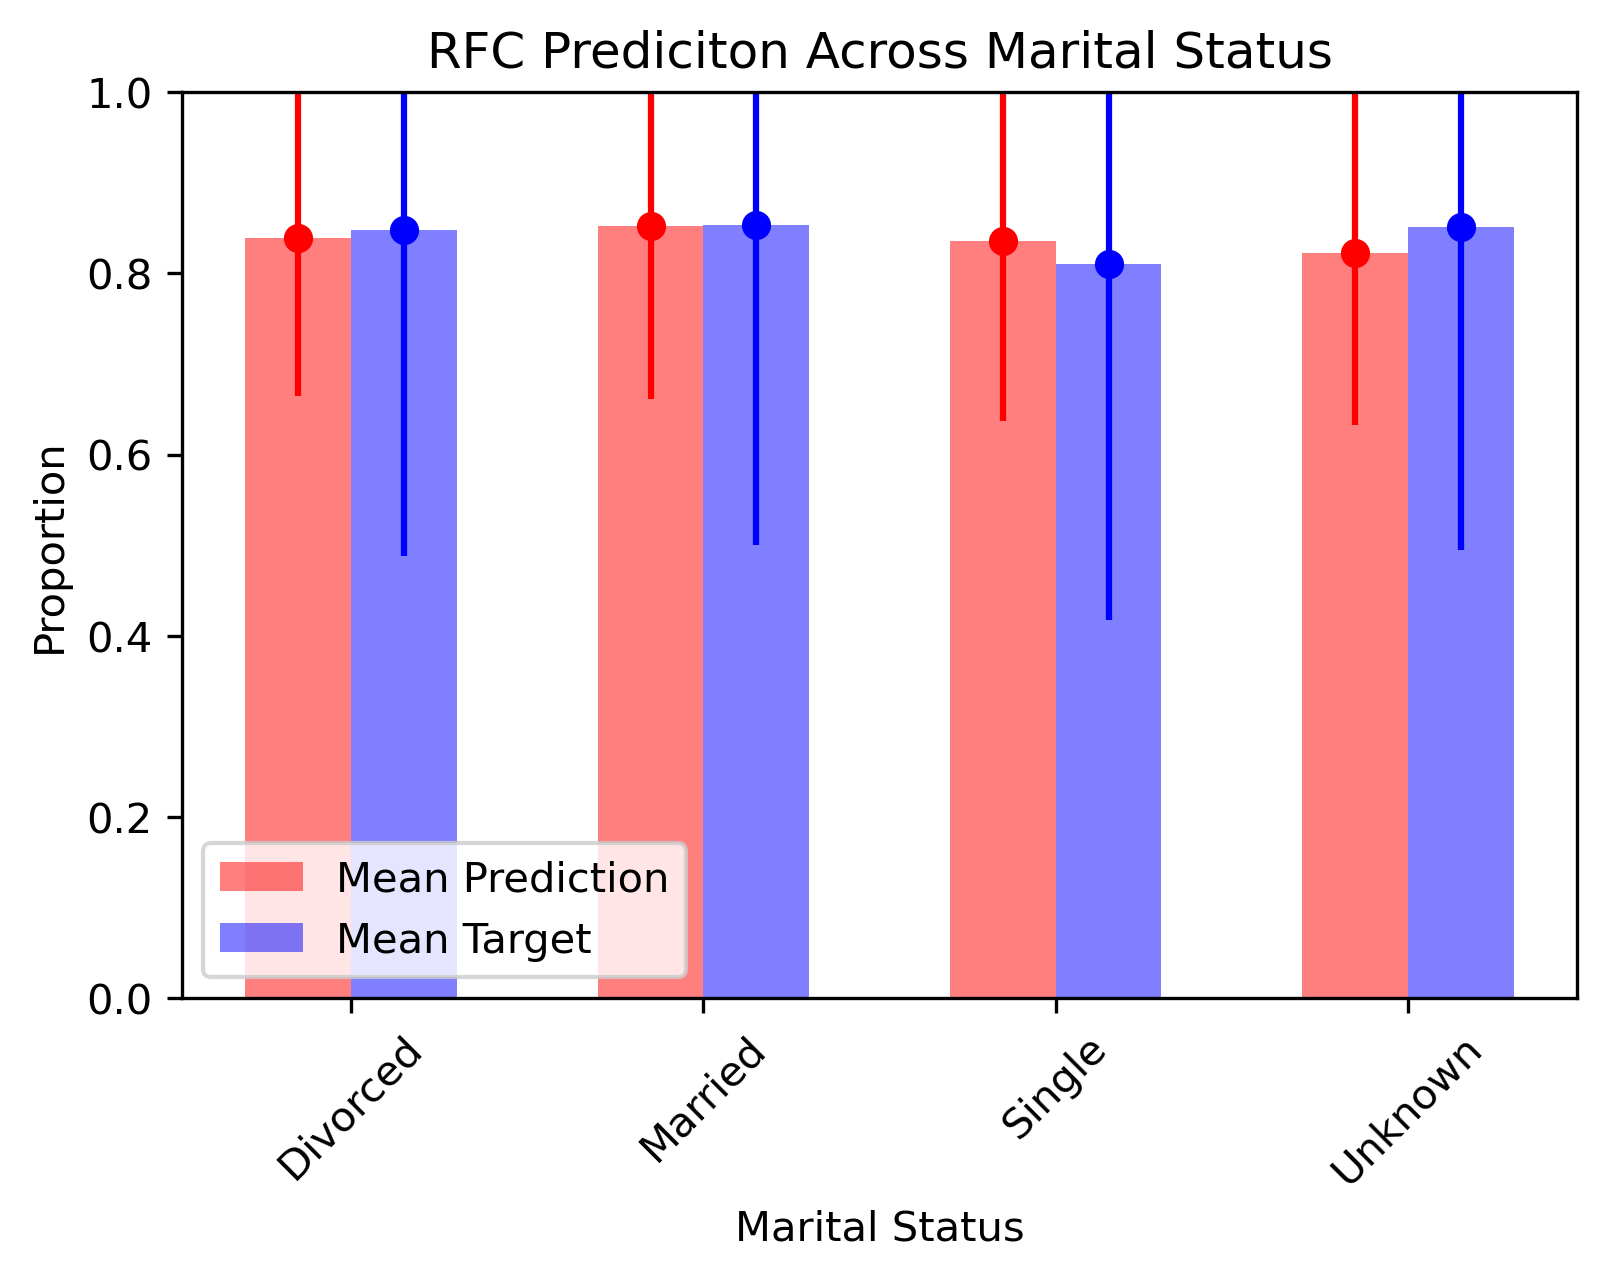 RFC Prediciton Across Marital Status
1.0
0.8
0.6
0.4
0.2
0.0
Proportion
Mean Prediction
Mean Target
Divorced
Married
Single
Unknown
Marital Status